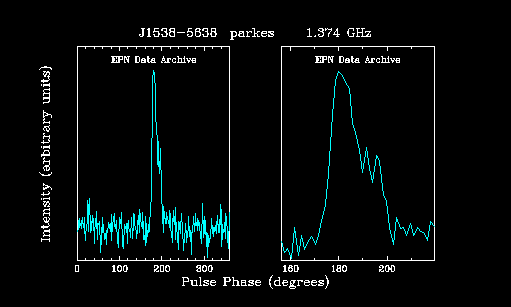 J1538-5638 parkes 1.374 GHz
EPN Data Archive EPN Data Archive
Intensity (arbitrary units)
0 100 200 300 160 180 200
Pulse Phase (degrees)